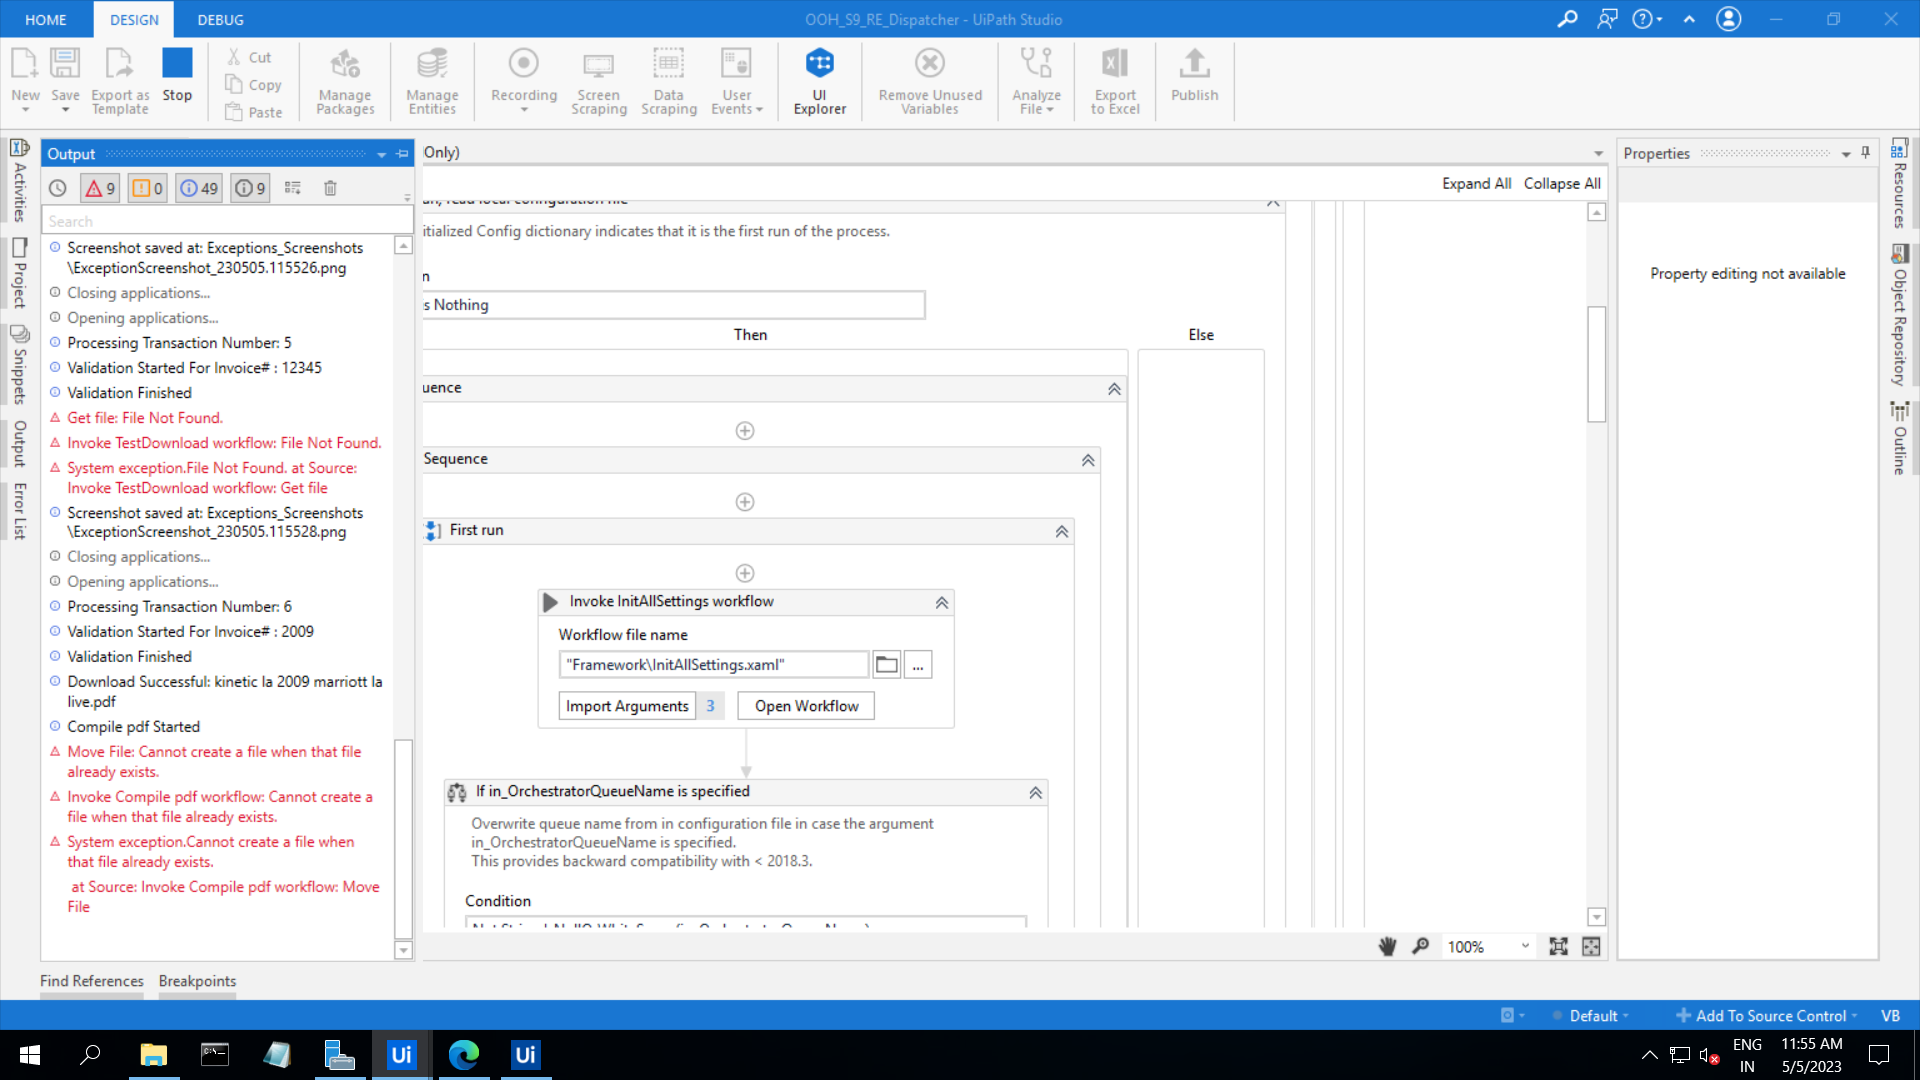 HOME
DESIGN
DEBUG
OOH_S9_RE_Dispatcher - UiPath Studio
New
Save
Export as
Template
Stop
Cut
Copy
Paste
Manage
Packages
Manage
Entities
Recording
Screen
Scraping
Data
Scraping
User
Events
UI
Explorer
Remove Unused
Variables
Analyze
File
Export
to Excel
Publish
Activities
Project
Snippets
Output
Error List
Output
9
0
49
9
Search
Screenshot saved at: Exceptions_Screenshots
\ExceptionScreenshot_230505.115526.png
Closing applications...
Opening applications...
Processing Transaction Number: 5
Validation Started For Invoice# : 12345
Validation Finished
Get file: File Not Found.
Invoke TestDownload workflow: File Not Found.
System exception.File Not Found. at Source:
Invoke TestDownload workflow: Get file
Screenshot saved at: Exceptions_Screenshots
\ExceptionScreenshot_230505.115528.png
Closing applications...
Opening applications...
Processing Transaction Number: 6
Validation Started For Invoice# : 2009
Validation Finished
Download Successful: kinetic la 2009 marriott la
live.pdf
Compile pdf Started
Move File: Cannot create a file when that file
already exists.
Invoke Compile pdf workflow: Cannot create a
file when that file already exists.
System exception.Cannot create a file when
that file already exists.
at Source: Invoke Compile pdf workflow: Move
File
Find References
Breakpoints
Only)
Expand All
Collapse All
un, read local configuration file
itialized Config dictionary indicates that it is the first run of the process.
n
s Nothing
Then
Else
uence
Sequence
First run
Invoke InitAllSettings workflow
Workflow file name
"Framework\InitAllSettings.xaml"
...
Import Arguments
3
Open Workflow
If in_OrchestratorQueueName is specified
Overwrite queue name from in configuration file in case the argument
in_OrchestratorQueueName is specified.
This provides backward compatibility with < 2018.3.
Condition
100%
Properties
Property editing not available
Resources
Object Repository
Outline
Default
Add To Source Control
VB
Ui
Ui
ENG
IN
11:55 AM
5/5/2023